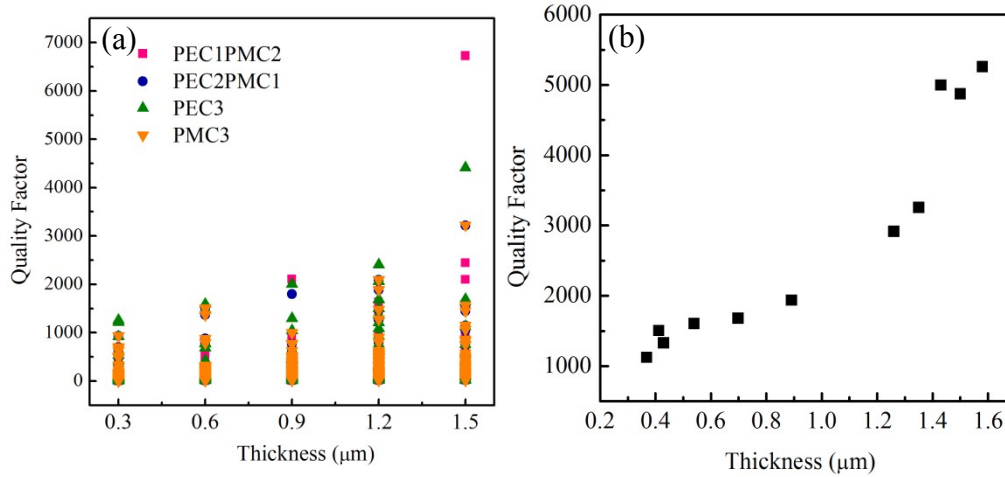 (a)
7000
6000
5000
4000
3000
2000
1000
0
Quality Factor
PEC1PMC2
PEC2PMC1
PEC3
PMC3
0.3 0.6 0.9 1.2 1.5
Thickness (μm)
(b)
6000
5000
4000
3000
2000
1000
Quality Factor
0.2 0.4 0.6 0.8 1.0 1.2 1.4 1.6
Thickness (μm)